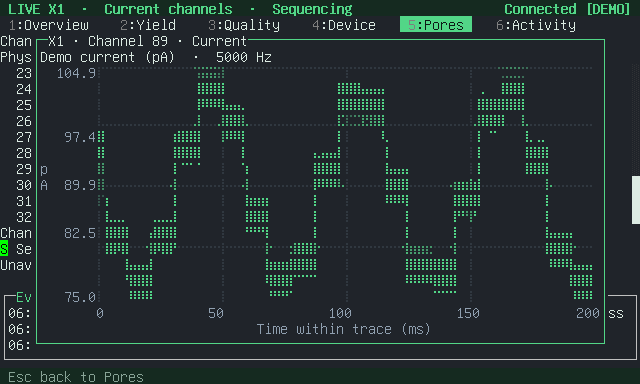 LIVE X1 · Current channels · Sequencing Connected [DEMO]
1:Overview 2:Yield 3:Quality 4:Device 5:Pores 6:Activity
Chan X1 · Channel 89 · Current
Phys Demo current (pA) · 5000 Hz
23 104.9
24
25
26
27 97.4
28
29 p
30 A 89.9
31
32
Chan 82.5
S Se
Unav
Ev 75.0
06: 0 50 100 150 200 ss
06: Time within trace (ms)
06:
Esc back to Pores